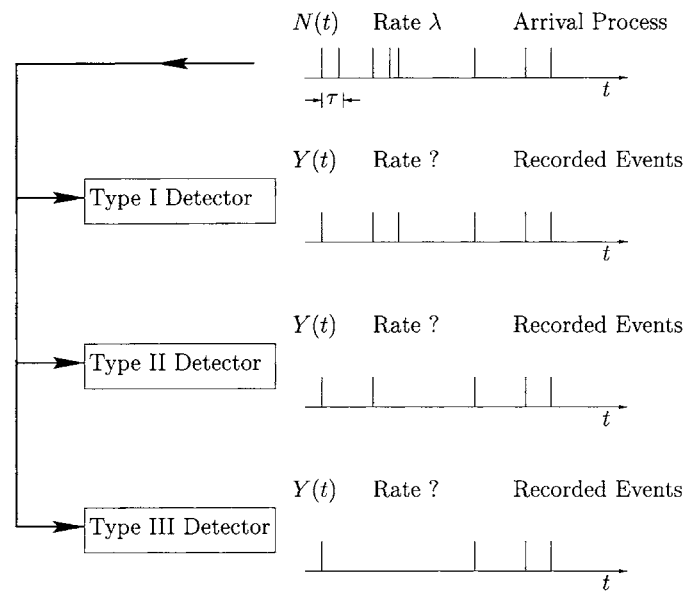 N(t) Rate λ Arrival Process
t
τ
Y(t) Rate ? Recorded Events
Type I Detector
t
Y(t) Rate ? Recorded Events
Type II Detector
t
Y(t) Rate ? Recorded Events
Type III Detector
t